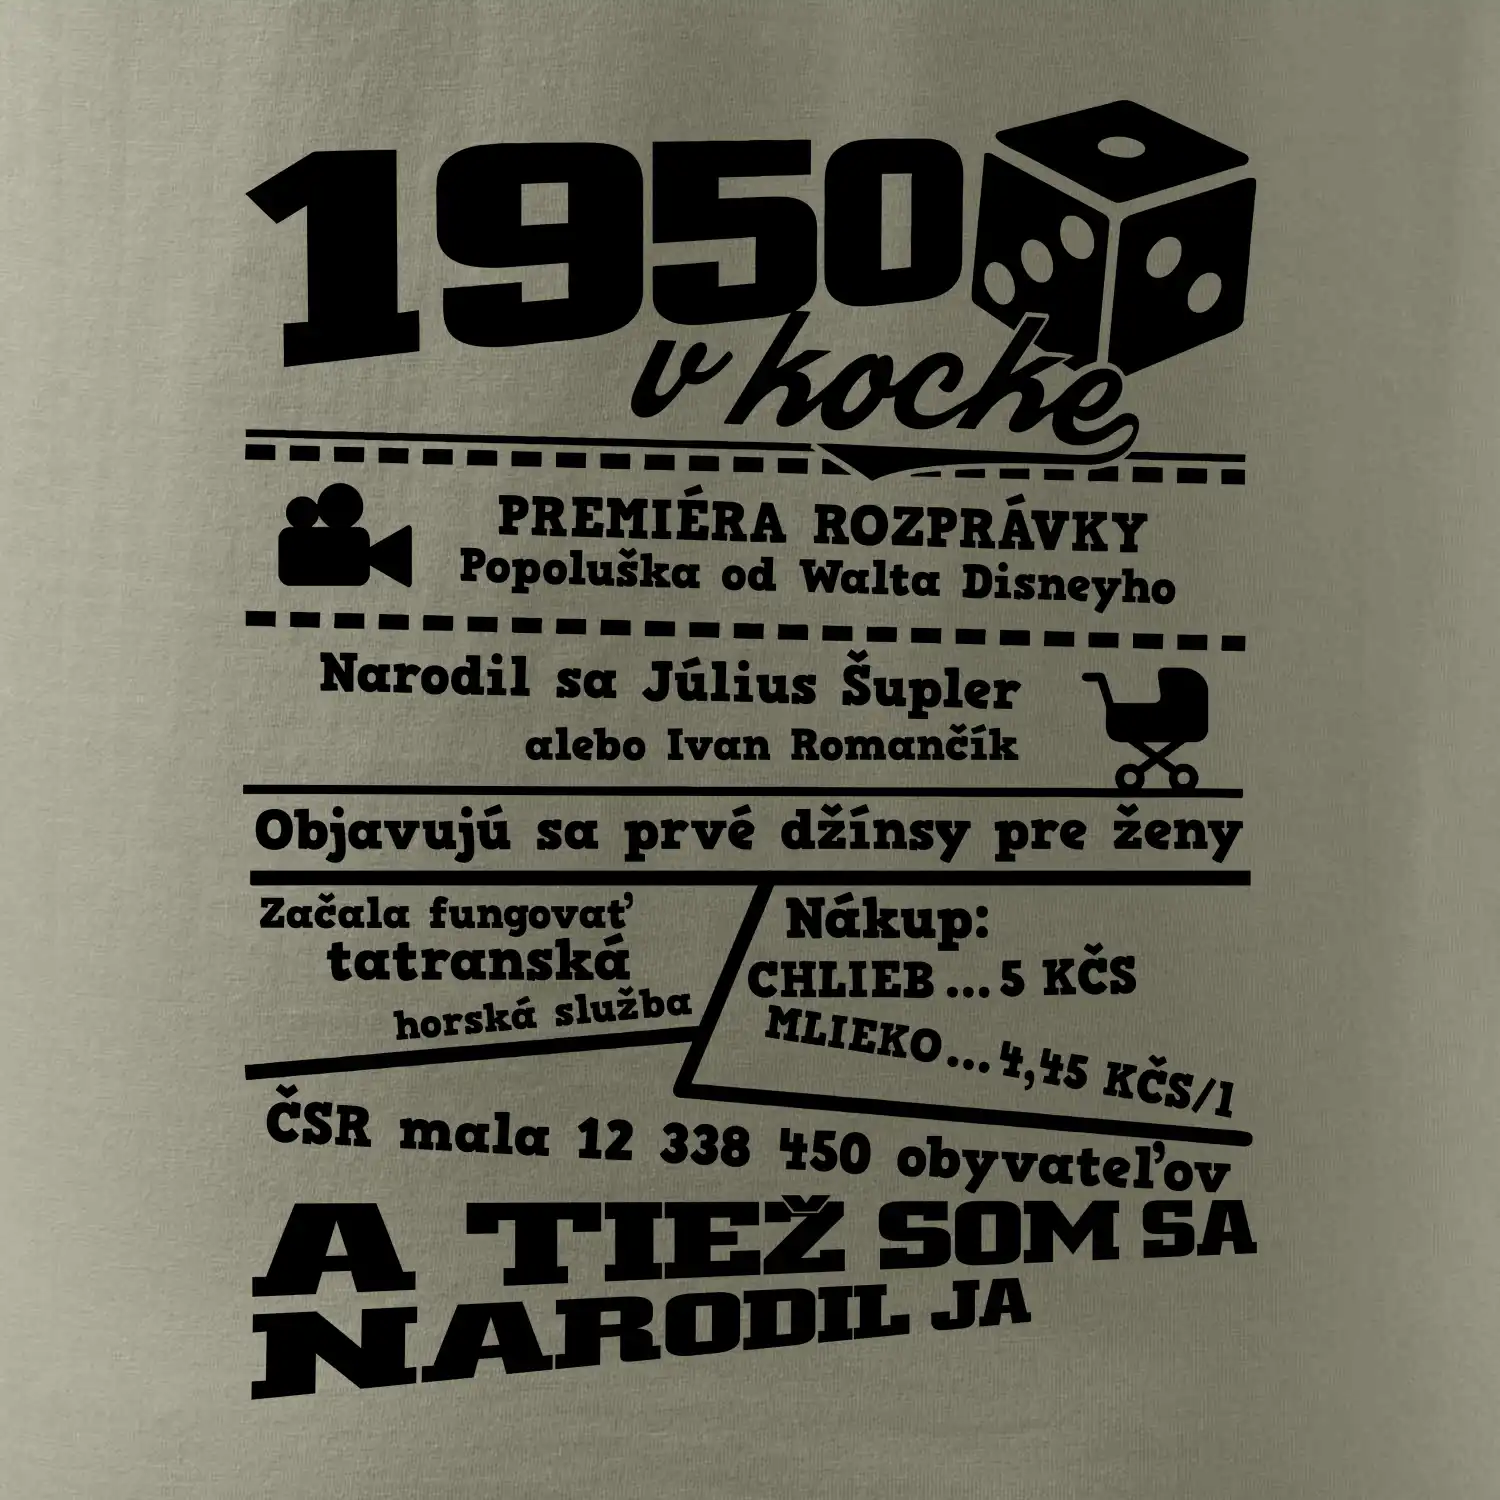 1950
v kocke
PREMIÉRA ROZPRÁVKY
Popoluška od Walta Disneyho
Narodil sa Július Šupler
alebo Ivan Romančík
Objavujú sa prvé džínsy pre ženy
Začala fungovať
tatranská
horská služba
Nákup:
CHLIEB...5 KČS
MLIEKO...4,45 KČS/l
ČSR mala 12 338 450 obyvateľov
A TIEŽ SOM SA
NARODIL JA